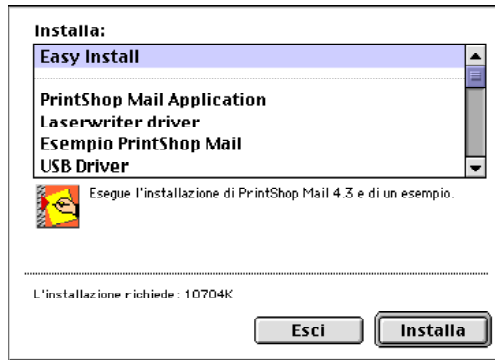 Installa:
Easy Install
PrintShop Mail Application
Laserwriter driver
Esempio PrintShop Mail
USB Driver
Esegue l'installazione di PrintShop Mail 4.3 e di un esempio.
L'installazione richiede: 10704K
Esci
Installa